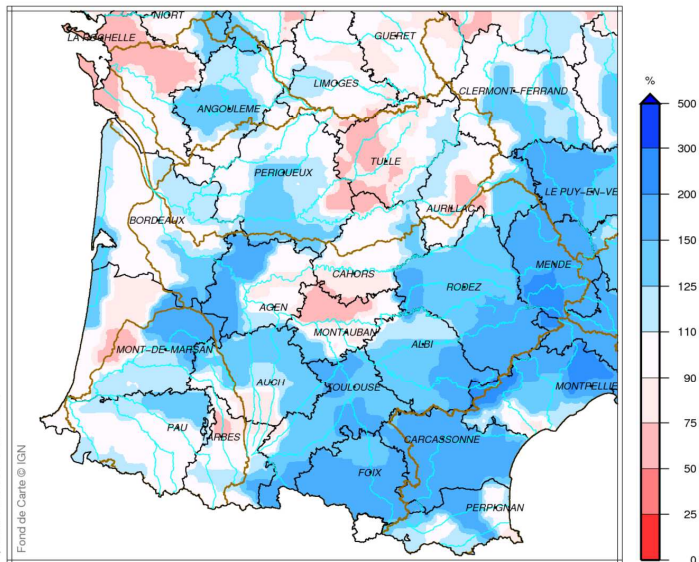 NIORT
LA ROCHELLE
GUERET
LIMOGES
CLERMONT-FERRAND
ANGOULEME
TULLE
PERIGUEUX
LE PUY-EN-VE
AURILLAC
BORDEAUX
MENDE
CAHORS
RODEZ
AGEN
MONTAUBAN
ALBI
MONT-DE-MARSAN
AUCH
TOULOUSE
MONTPELLIE
PAU
TARBES
CARCASSONNE
FOIX
PERPIGNAN
Fond de Carte © IGN
%
500
300
200
150
125
110
90
75
50
25
0